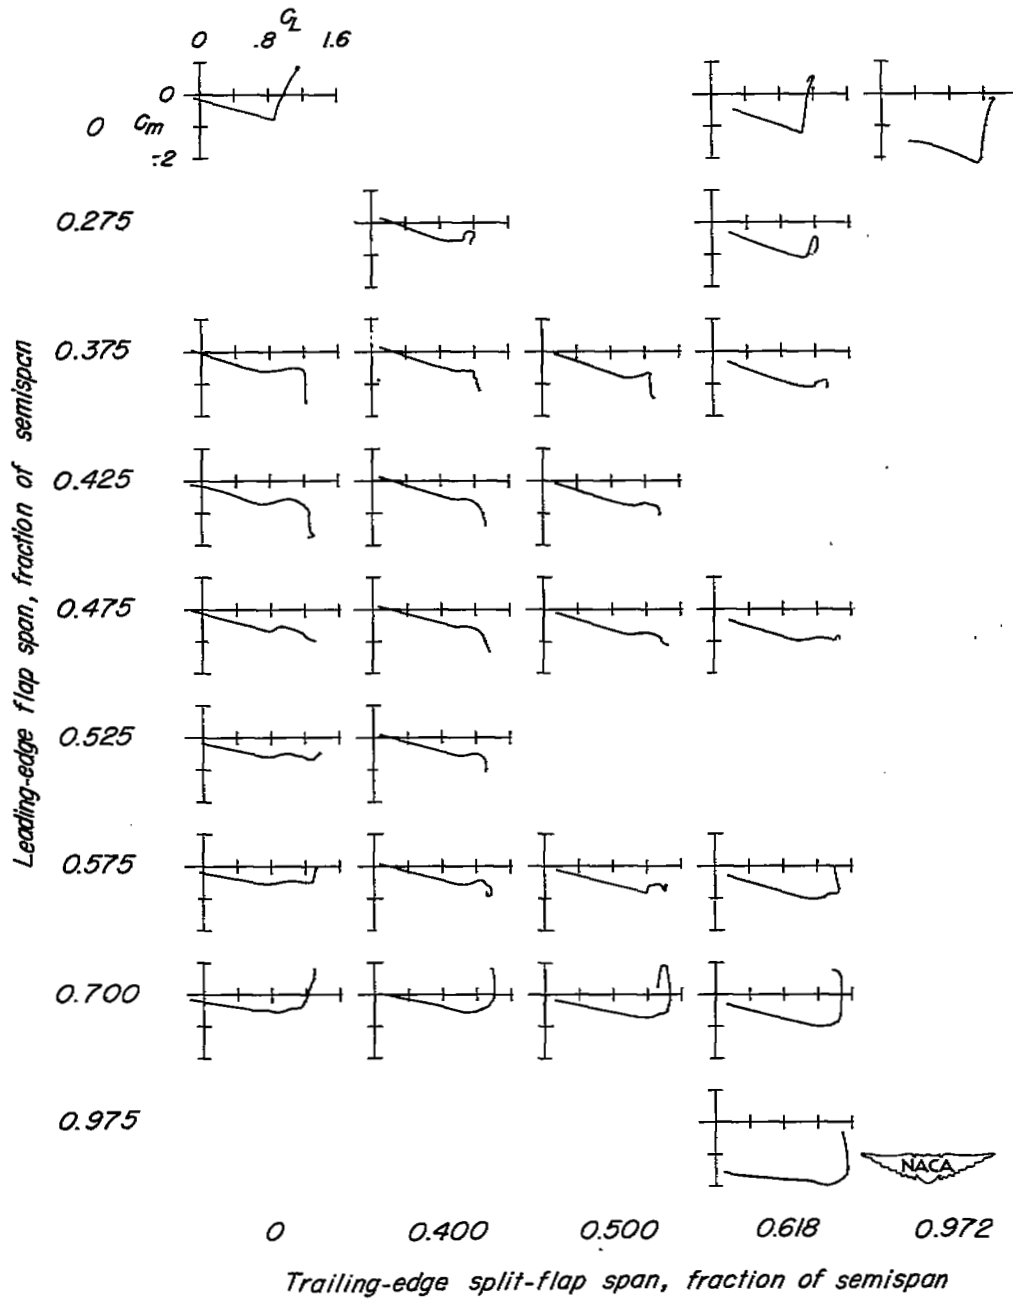 C_L
0 .8 1.6
0
0 C_m
-.2
0.275
0.375
0.425
0.475
0.525
0.575
0.700
0.975
Leading-edge flap span, fraction of semispan
NACA
0 0.400 0.500 0.618 0.972
Trailing-edge split-flap span, fraction of semispan